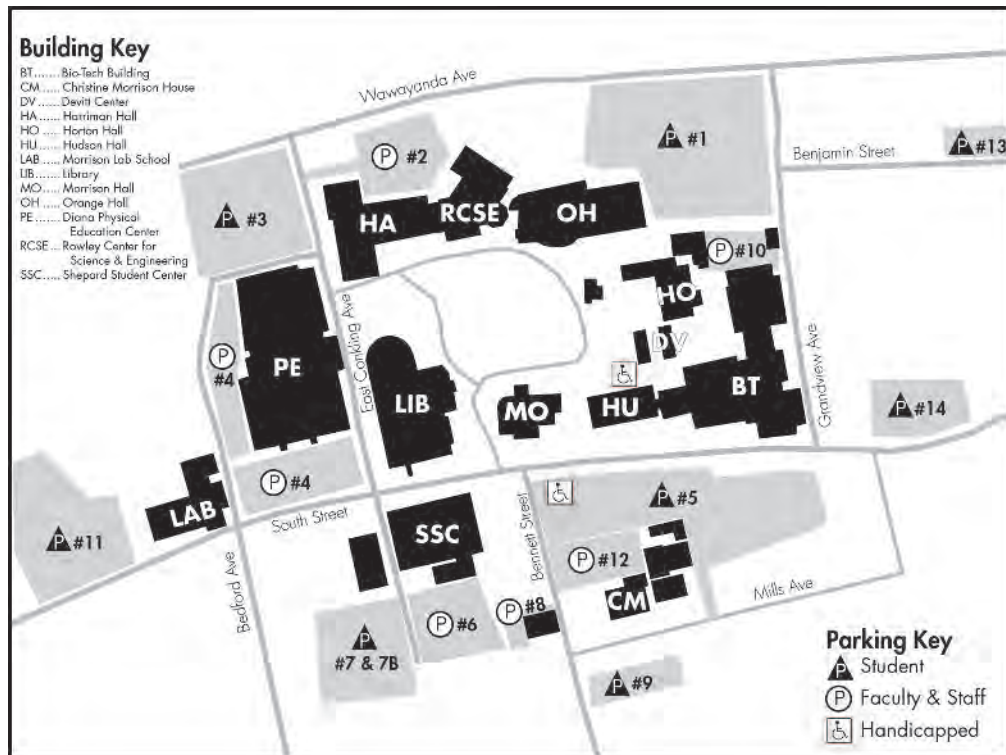 Building Key
BT....... Bio-Tech Building
CM..... Christine Morrison House
DV...... Devitt Center
HA...... Harriman Hall
HO..... Horton Hall
HU...... Hudson Hall
LAB..... Morrison Lab School
LIB....... Library
MO..... Morrison Hall
OH..... Orange Hall
PE....... Diana Physical
Education Center
RCSE... Rowley Center for
Science & Engineering
SSC..... Shepard Student Center
Wawayanda Ave
P #2
P #1
Benjamin Street
P #13
P #3
HA
RCSE
OH
P #10
HO
East Conkling Ave
P
#4
PE
LIB
DV
MO
HU
BT
Grandview Ave
P #14
P #4
LAB
South Street
SSC
P #5
P #11
Bennett Street
P #12
CM
Mills Ave
Bedford Ave
P #8
P #6
P
#7 & 7B
P #9
Parking Key
P Student
P Faculty & Staff
Handicapped